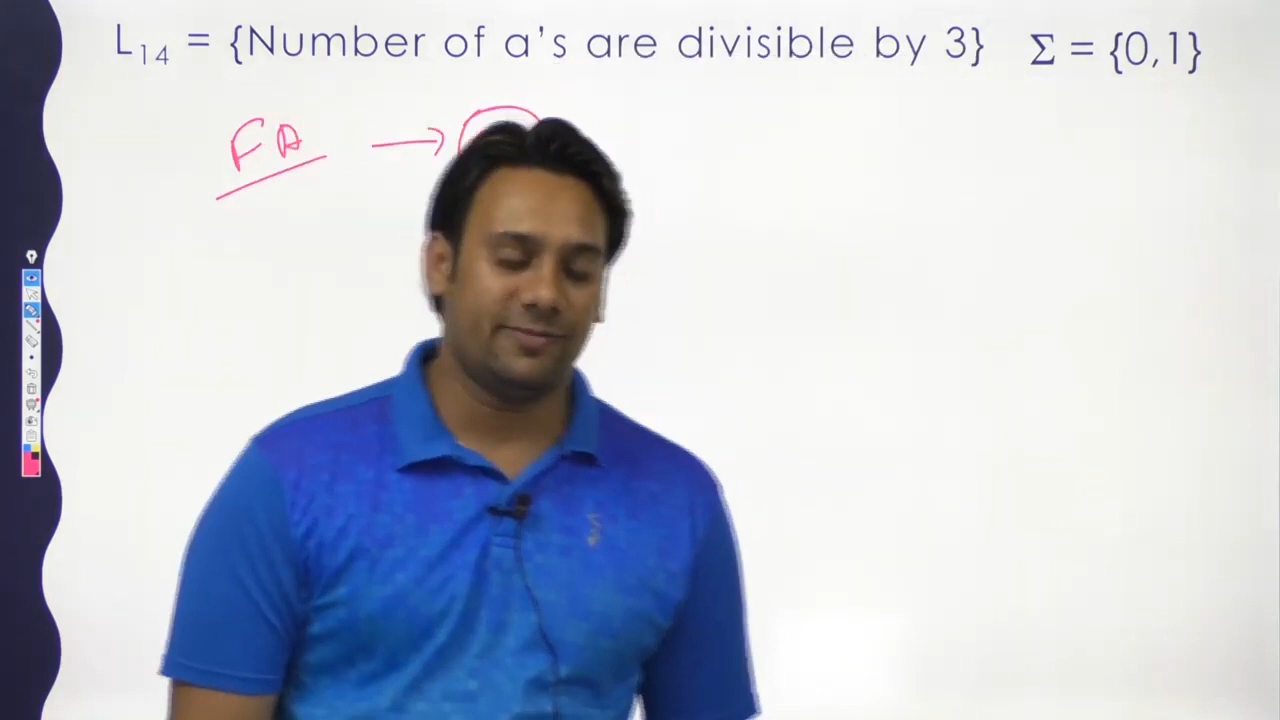 L₁₄ = {Number of a's are divisible by 3} Σ = {0,1}
FA →